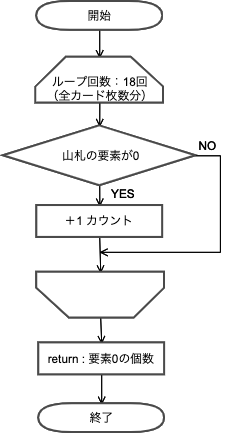 開始
ループ回数：18回
（全カード枚数分）
山札の要素が0
NO
YES
＋1 カウント
return : 要素0の個数
終了